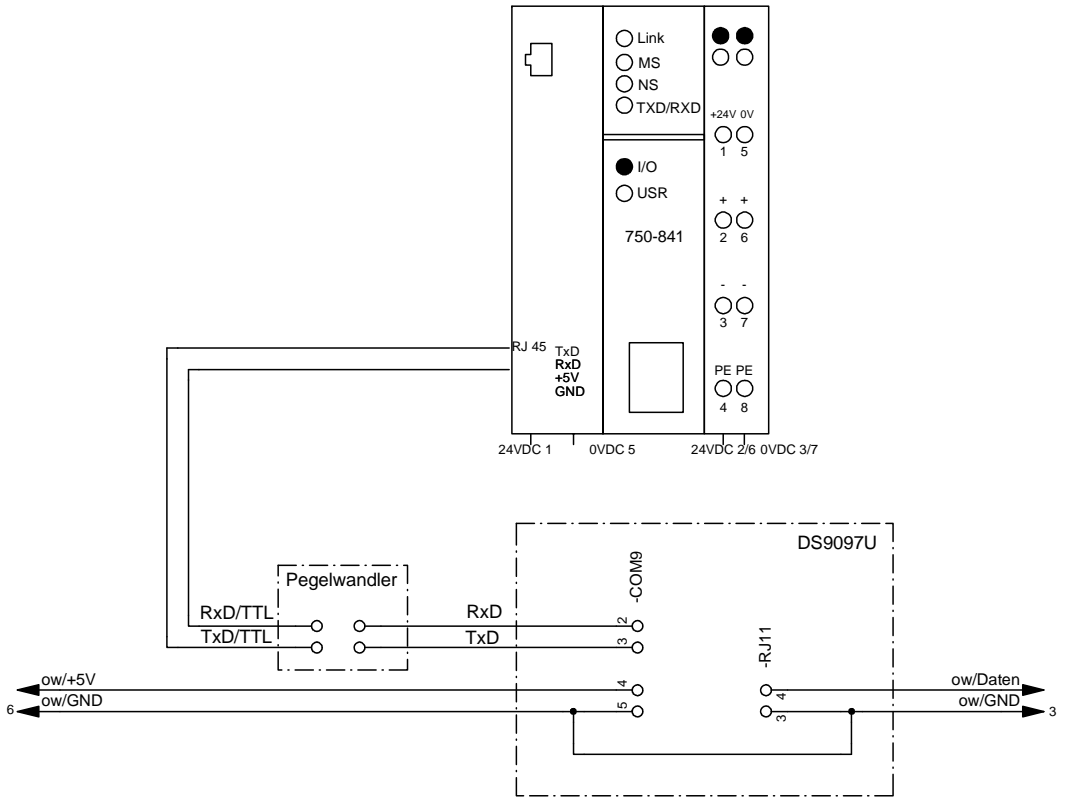 Link
MS
NS
TXD/RXD
+24V 0V
1 5
I/O
USR
+ +
2 6
750-841
- -
3 7
RJ 45
TxD
RxD
+5V
GND
PE PE
4 8
24VDC 1
0VDC 5
24VDC 2/6 0VDC 3/7
DS9097U
-COM9
Pegelwandler
RxD/TTL
RxD
2
TxD/TTL
TxD
3
-RJ11
ow/+5V
4
4
ow/Daten
6
ow/GND
5
3
ow/GND
3